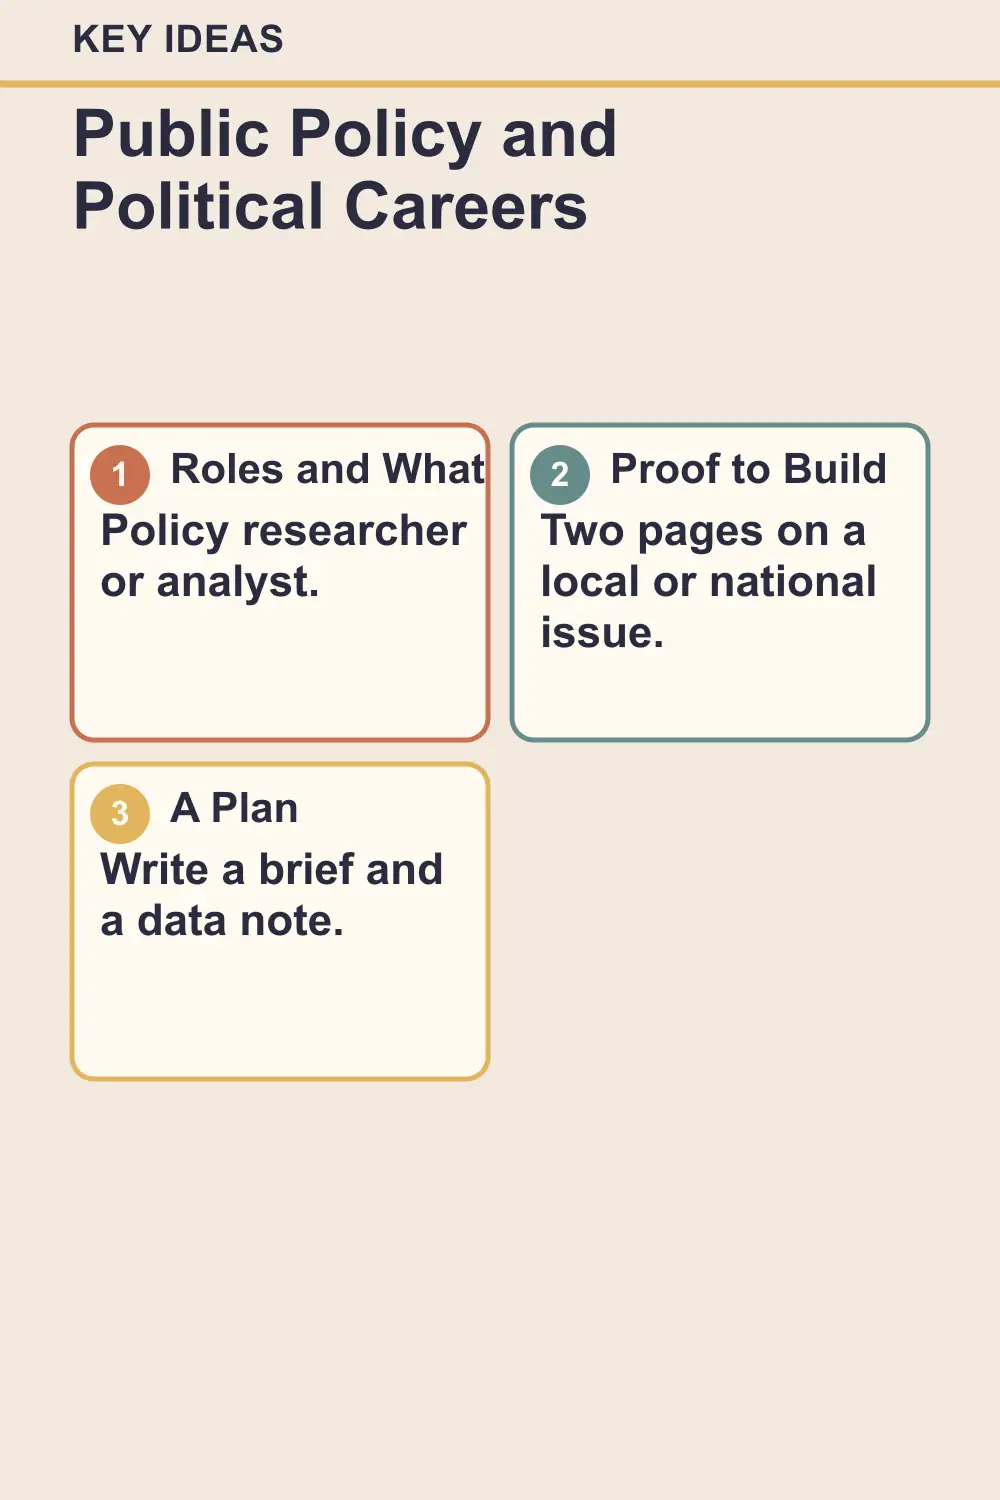 KEY IDEAS
Public Policy and
Political Careers
1
Roles and What
Policy researcher
or analyst.
2
Proof to Build
Two pages on a
local or national
issue.
3
A Plan
Write a brief and
a data note.